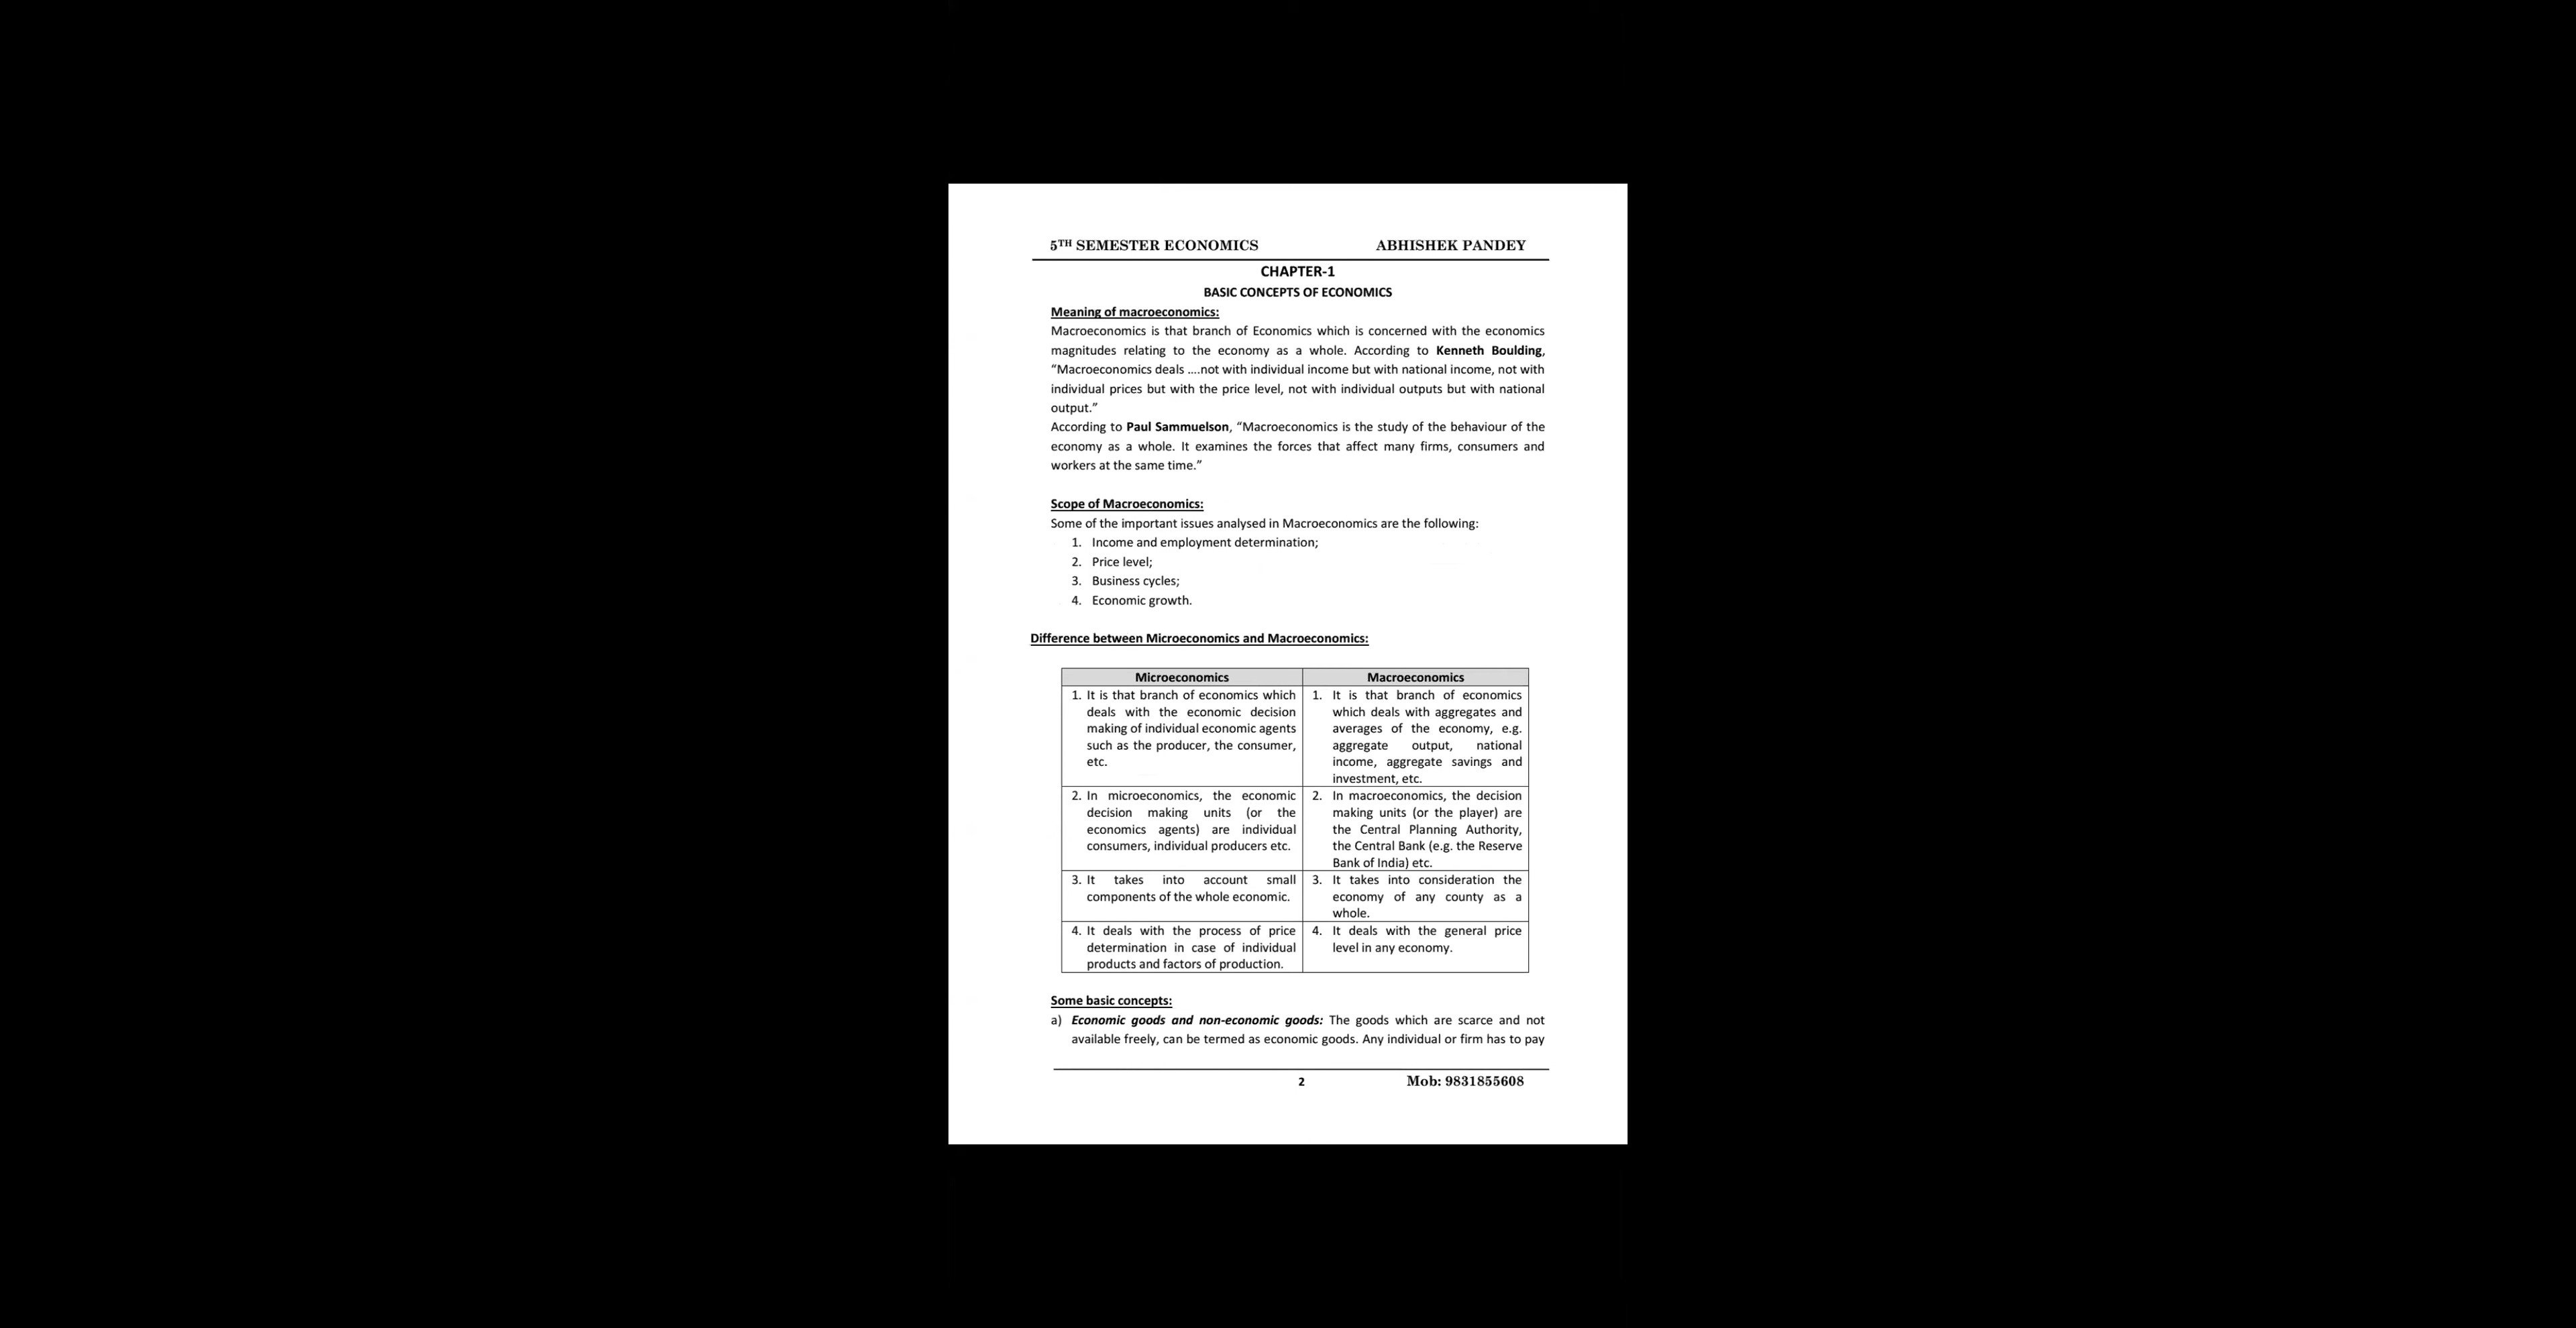 5TH SEMESTER ECONOMICS ABHISHEK PANDEY
CHAPTER-1
BASIC CONCEPTS OF ECONOMICS
Meaning of macroeconomics:
Macroeconomics is that branch of Economics which is concerned with the economics
magnitudes relating to the economy as a whole. According to Kenneth Boulding,
“Macroeconomics deals ....not with individual income but with national income, not with
individual prices but with the price level, not with individual outputs but with national
output.”
According to Paul Sammuelson, “Macroeconomics is the study of the behaviour of the
economy as a whole. It examines the forces that affect many firms, consumers and
workers at the same time.”
Scope of Macroeconomics:
Some of the important issues analysed in Macroeconomics are the following:
1. Income and employment determination;
2. Price level;
3. Business cycles;
4. Economic growth.
Difference between Microeconomics and Macroeconomics:
Microeconomics
Macroeconomics
1. It is that branch of economics which
deals with the economic decision
making of individual economic agents
such as the producer, the consumer,
etc.
1. It is that branch of economics
which deals with aggregates and
averages of the economy, e.g.
aggregate output, national
income, aggregate savings and
investment, etc.
2. In microeconomics, the economic
decision making units (or the
economics agents) are individual
consumers, individual producers etc.
2. In macroeconomics, the decision
making units (or the player) are
the Central Planning Authority,
the Central Bank (e.g. the Reserve
Bank of India) etc.
3. It takes into account small
components of the whole economic.
3. It takes into consideration the
economy of any county as a
whole.
4. It deals with the process of price
determination in case of individual
products and factors of production.
4. It deals with the general price
level in any economy.
Some basic concepts:
a) Economic goods and non-economic goods: The goods which are scarce and not
available freely, can be termed as economic goods. Any individual or firm has to pay
2 Mob: 9831855608